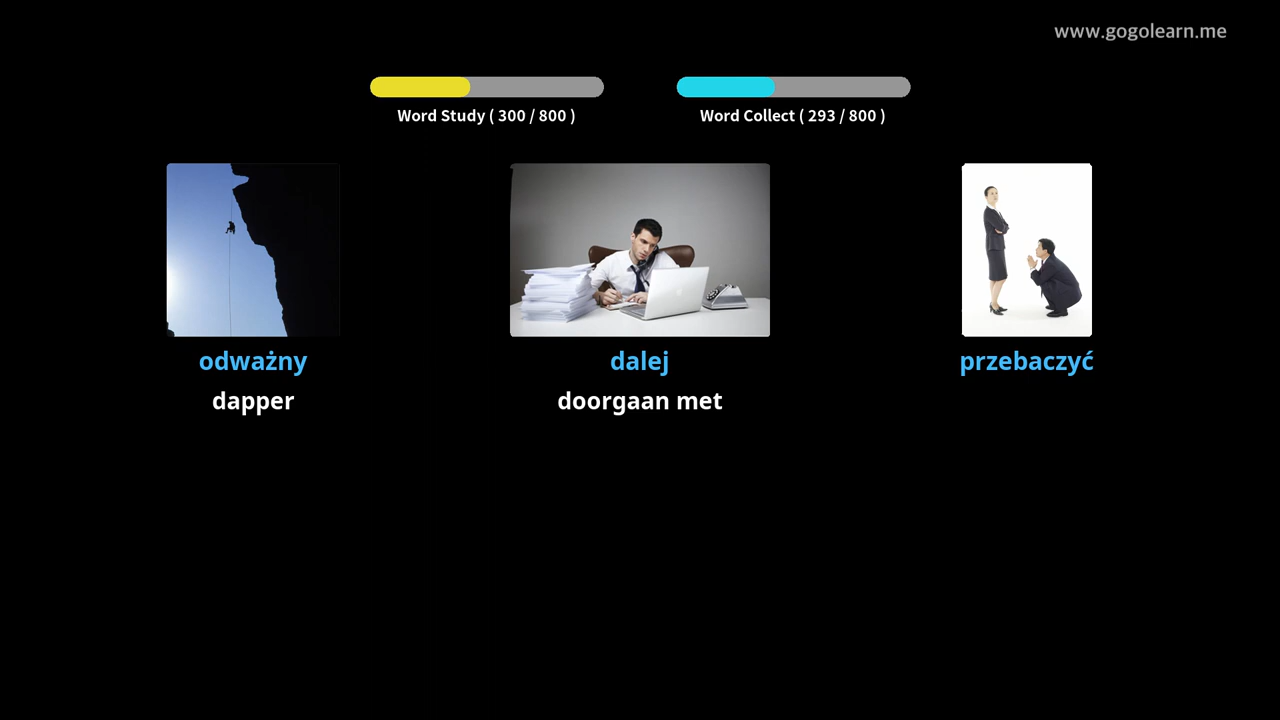 www.gogolearn.me
Word Study ( 300 / 800 )
Word Collect ( 293 / 800 )
odważny
dalej
przebaczyć
dapper
doorgaan met